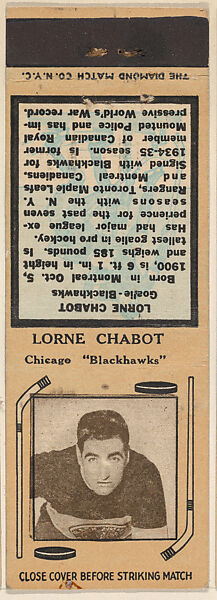 THE DIAMOND MATCH CO. N.Y.C.
LORNE CHABOT
Goalie - Blackhawks
Born in Montreal Oct. 5,
1900, is 6 ft. 1 in. in height
and weighs 185 pounds. Is
tallest goalie in pro hockey.
Has had major league ex-
perience for the past seven
seasons with the N. Y.
Rangers, Toronto Maple Leafs
and Montreal Canadiens.
Signed with Blackhawks for
1934-35 season. Is former
member of Canadian Royal
Mounted Police and has im-
pressive World's War record.
LORNE CHABOT
Chicago "Blackhawks"
CLOSE COVER BEFORE STRIKING MATCH